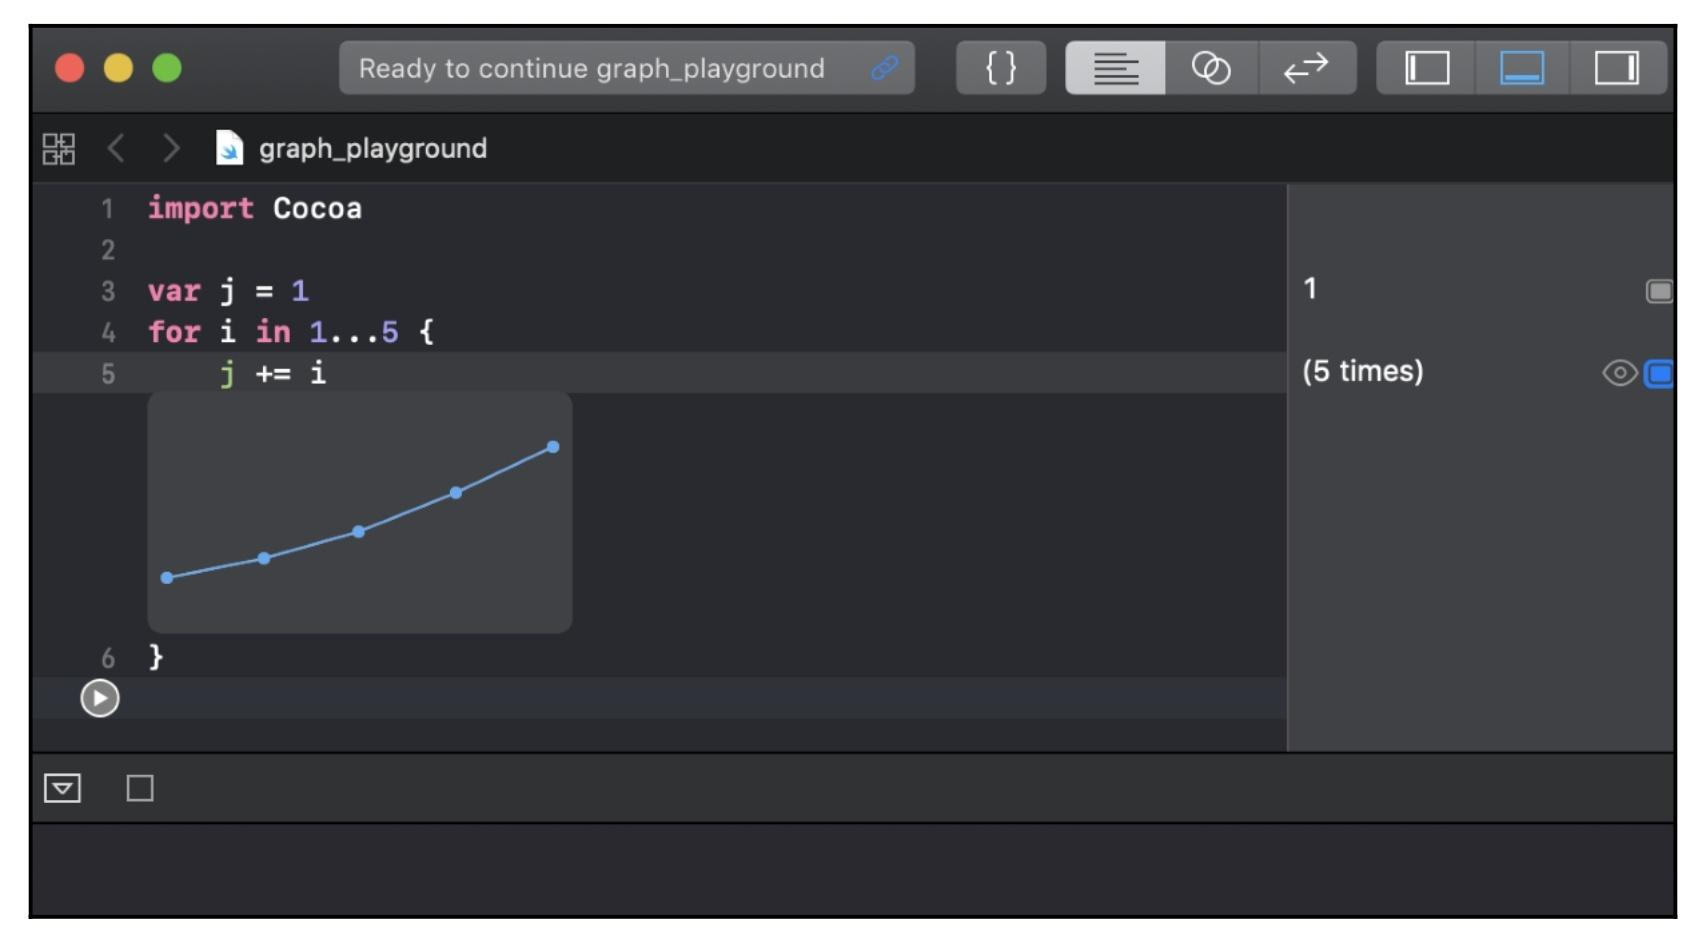 Ready to continue graph_playground
{ }
graph_playground
1 import Cocoa
2
3 var j = 1
1
4 for i in 1...5 {
5     j += i
(5 times)
6 }